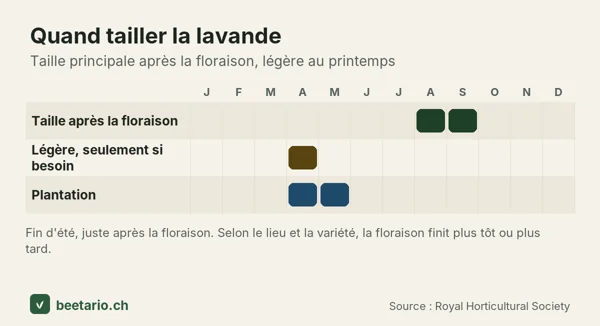 Quand tailler la lavande
Taille principale après la floraison, légère au printemps
J F M A M J J A S O N D
Taille après la floraison
Légère, seulement si
besoin
Plantation
Fin d'été, juste après la floraison. Selon le lieu et la variété, la floraison finit plus tôt ou plus
tard.
beetario.ch
Source : Royal Horticultural Society